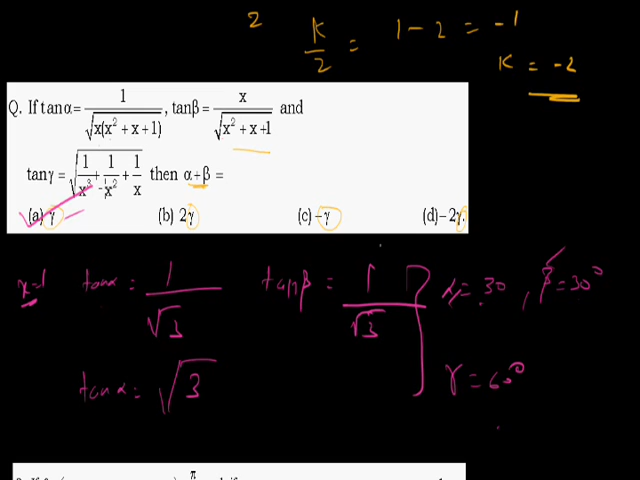 2 k/2 = 1 - 2 = -1
k = -2
Q. If tanα = 1/√(x(x² + x + 1)), tanβ = x/√(x² + x + 1) and
tanγ = √(1/x³ + 1/x² + 1/x) then α + β =
(a) γ (b) 2γ (c) -γ (d) - 2γ.
x=1 tanα = 1/√3 tanβ = 1/√3 α = 30, β = 30°
tanα = √3 γ = 60°